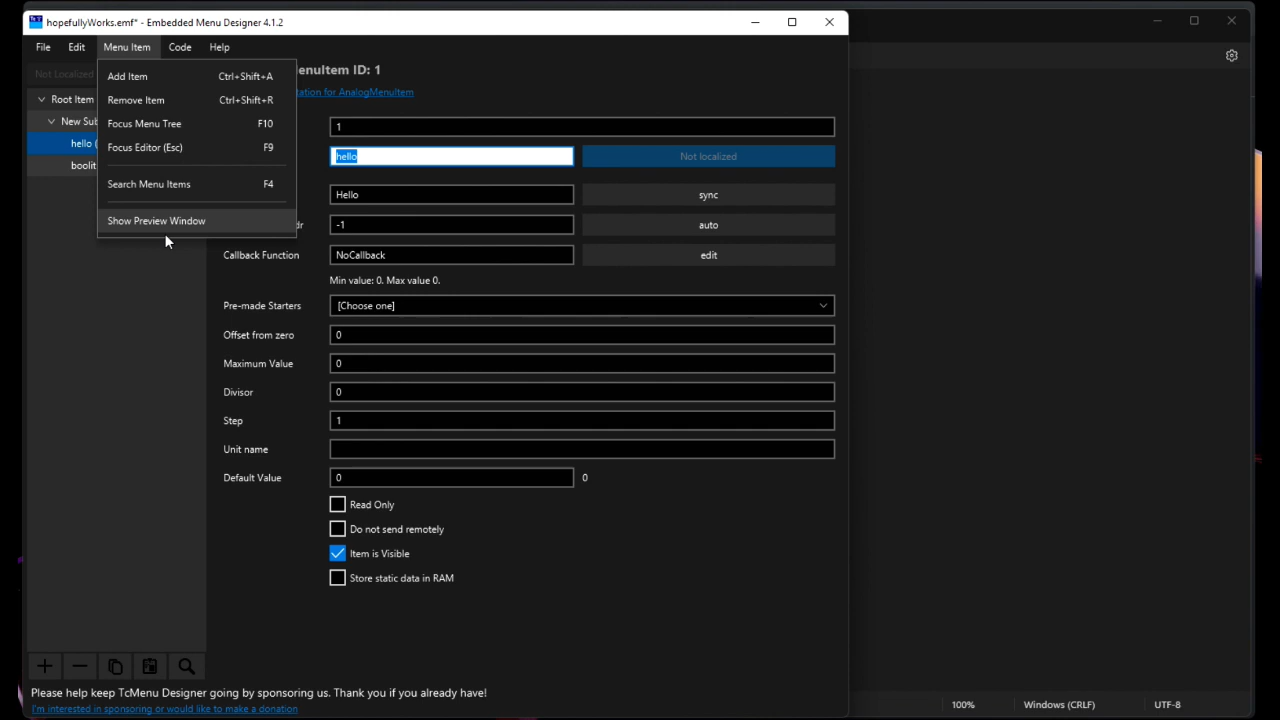 hopefullyWorks.emf* - Embedded Menu Designer 4.1.2
File Edit Menu Item Code Help
Not Localized
Add Item Ctrl+Shift+A
Remove Item Ctrl+Shift+R
Focus Menu Tree F10
Focus Editor (Esc) F9
Search Menu Items F4
Show Preview Window
Root Item
New Sub
hello (
boolit
enuItem ID: 1
tation for AnalogMenuItem
1
hello Not localized
Hello sync
dr -1 auto
Callback Function NoCallback edit
Min value: 0. Max value 0.
Pre-made Starters [Choose one]
Offset from zero 0
Maximum Value 0
Divisor 0
Step 1
Unit name
Default Value 0 0
Read Only
Do not send remotely
Item is Visible
Store static data in RAM
Please help keep TcMenu Designer going by sponsoring us. Thank you if you already have!
I'm interested in sponsoring or would like to make a donation
100% Windows (CRLF) UTF-8